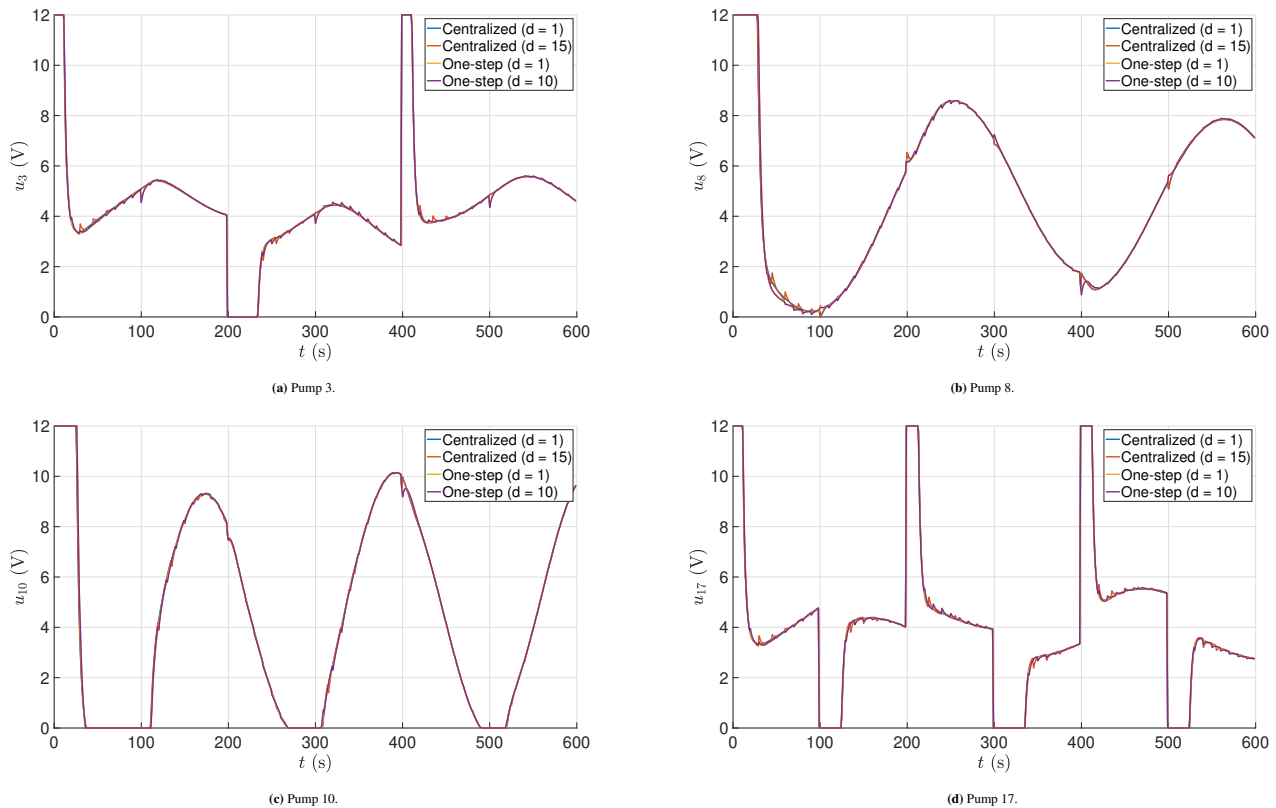 12
10
8
6
4
2
0
u₃ (V)
Centralized (d = 1)
Centralized (d = 15)
One-step (d = 1)
One-step (d = 10)
0 100 200 300 400 500 600
t (s)
(a) Pump 3.
12
10
8
6
4
2
0
u₈ (V)
Centralized (d = 1)
Centralized (d = 15)
One-step (d = 1)
One-step (d = 10)
0 100 200 300 400 500 600
t (s)
(b) Pump 8.
12
10
8
6
4
2
0
u₁₀ (V)
Centralized (d = 1)
Centralized (d = 15)
One-step (d = 1)
One-step (d = 10)
0 100 200 300 400 500 600
t (s)
(c) Pump 10.
12
10
8
6
4
2
0
u₁₇ (V)
Centralized (d = 1)
Centralized (d = 15)
One-step (d = 1)
One-step (d = 10)
0 100 200 300 400 500 600
t (s)
(d) Pump 17.